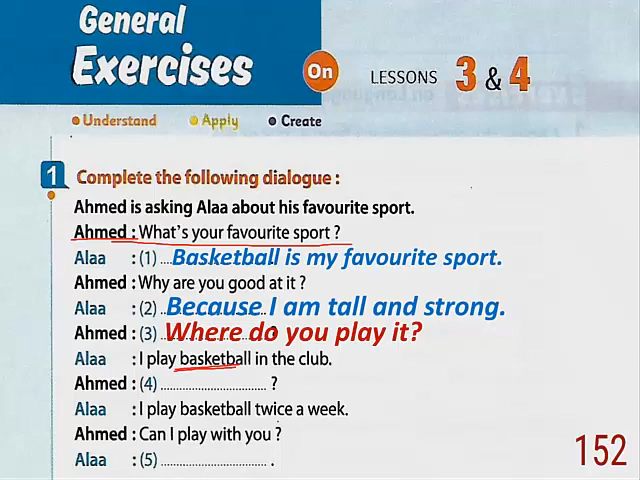 General
Exercises On LESSONS 3 & 4
Understand Apply Create
1 Complete the following dialogue :
Ahmed is asking Alaa about his favourite sport.
Ahmed : What's your favourite sport ?
Alaa : (1) ... Basketball is my favourite sport.
Ahmed : Why are you good at it ?
Alaa : (2) ... Because I am tall and strong.
Ahmed : (3) ... Where do you play it?
Alaa : I play basketball in the club.
Ahmed : (4) .............................. ?
Alaa : I play basketball twice a week.
Ahmed : Can I play with you ?
Alaa : (5) .............................. .
152